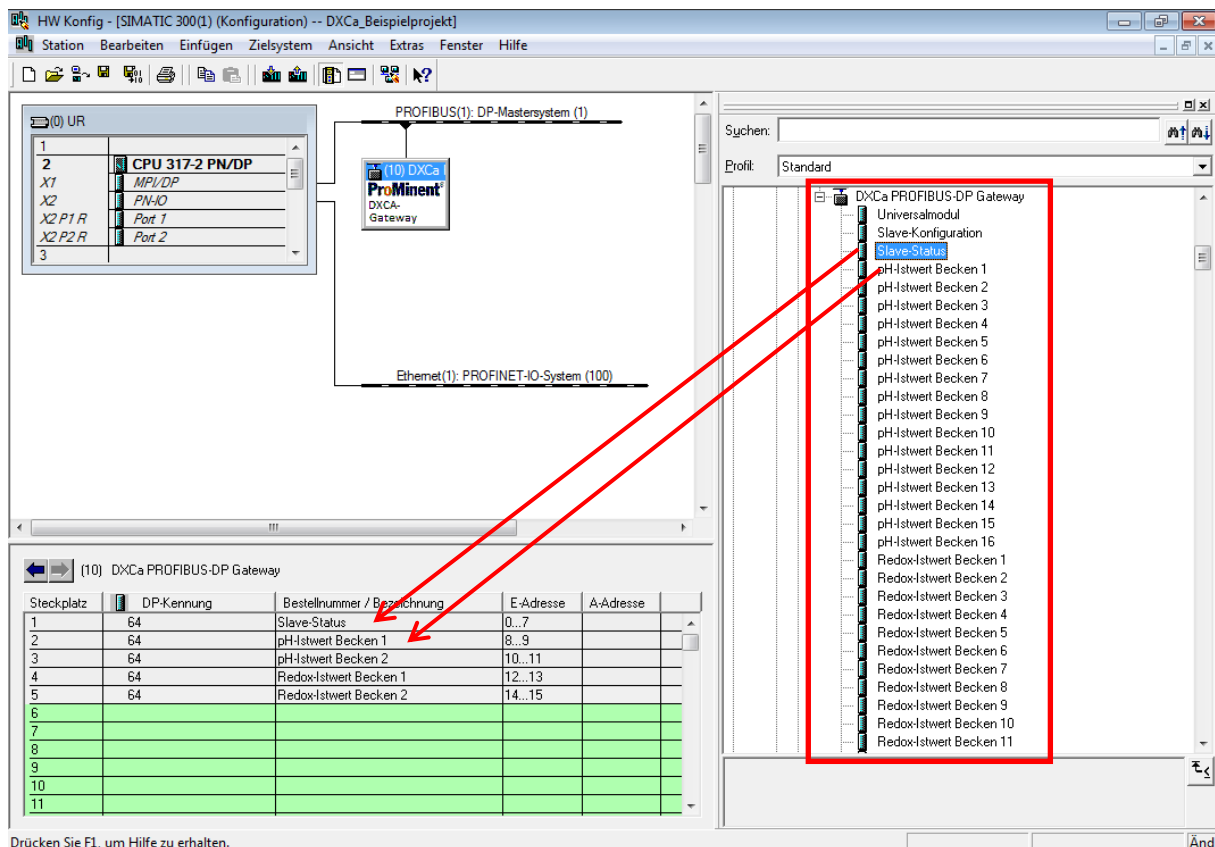 HW Konfig - [SIMATIC 300(1) (Konfiguration) -- DXCa_Beispielprojekt]
Station Bearbeiten Einfügen Zielsystem Ansicht Extras Fenster Hilfe
(0) UR
1
2 CPU 317-2 PN/DP
X1 MPI/DP
X2 PN-IO
X2 P1 R Port 1
X2 P2 R Port 2
3
PROFIBUS(1): DP-Mastersystem (1)
(10) DXCa
ProMinent®
DXCA-
Gateway
Ethernet(1): PROFINET-IO-System (100)
Suchen:
Profil: Standard
DXCa PROFIBUS-DP Gateway
Universalmodul
Slave-Konfiguration
Slave-Status
pH-Istwert Becken 1
pH-Istwert Becken 2
pH-Istwert Becken 3
pH-Istwert Becken 4
pH-Istwert Becken 5
pH-Istwert Becken 6
pH-Istwert Becken 7
pH-Istwert Becken 8
pH-Istwert Becken 9
pH-Istwert Becken 10
pH-Istwert Becken 11
pH-Istwert Becken 12
pH-Istwert Becken 13
pH-Istwert Becken 14
pH-Istwert Becken 15
pH-Istwert Becken 16
Redox-Istwert Becken 1
Redox-Istwert Becken 2
Redox-Istwert Becken 3
Redox-Istwert Becken 4
Redox-Istwert Becken 5
Redox-Istwert Becken 6
Redox-Istwert Becken 7
Redox-Istwert Becken 8
Redox-Istwert Becken 9
Redox-Istwert Becken 10
Redox-Istwert Becken 11
(10) DXCa PROFIBUS-DP Gateway
Steckplatz DP-Kennung Bestellnummer / Bezeichnung E-Adresse A-Adresse
1 64 Slave-Status 0...7
2 64 pH-Istwert Becken 1 8...9
3 64 pH-Istwert Becken 2 10...11
4 64 Redox-Istwert Becken 1 12...13
5 64 Redox-Istwert Becken 2 14...15
6
7
8
9
10
11
Drücken Sie F1, um Hilfe zu erhalten. Änd